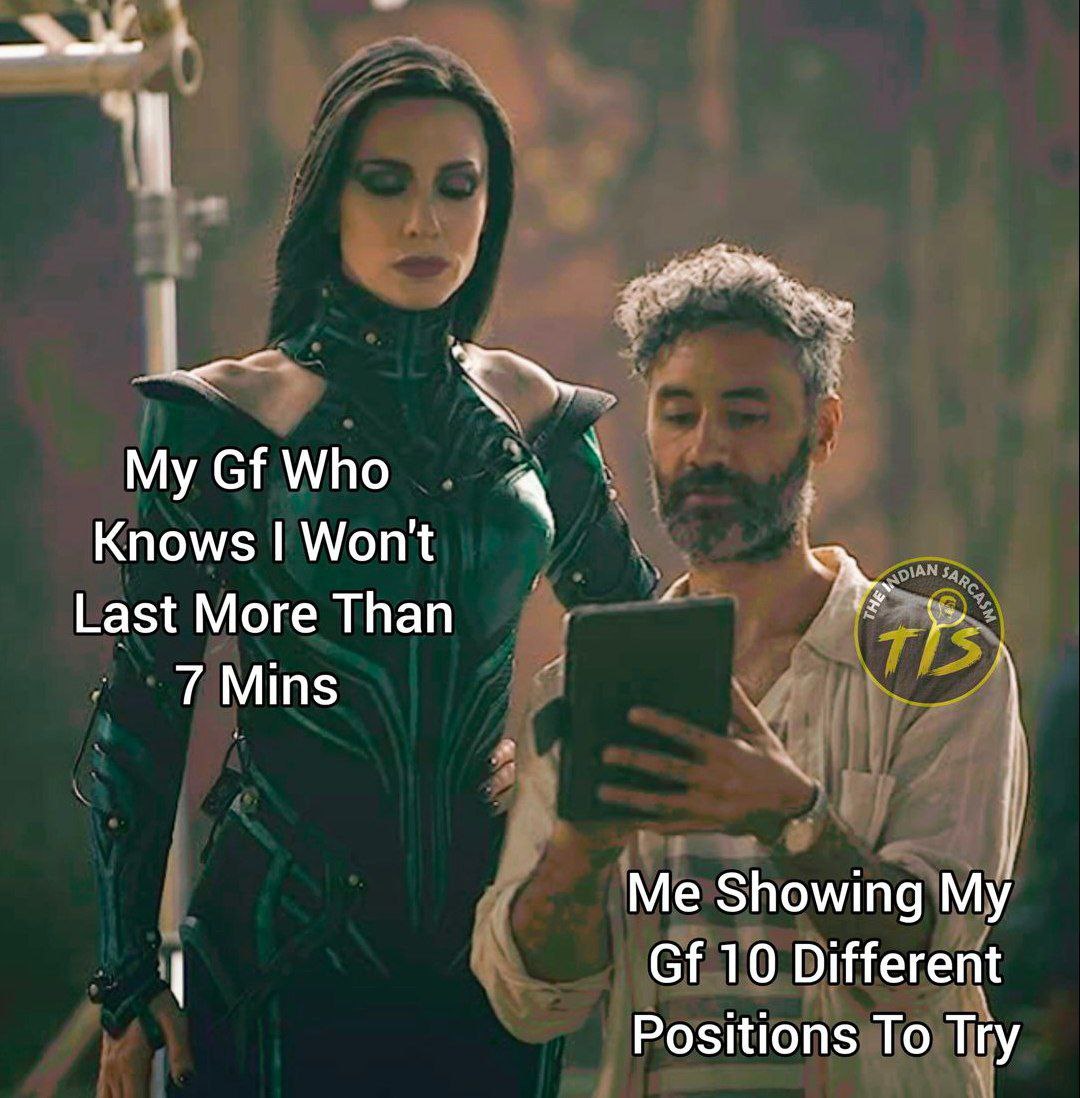 My Gf Who
Knows I Won't
Last More Than
7 Mins
THE INDIAN SARCASM
TIS
Me Showing My
Gf 10 Different
Positions To Try